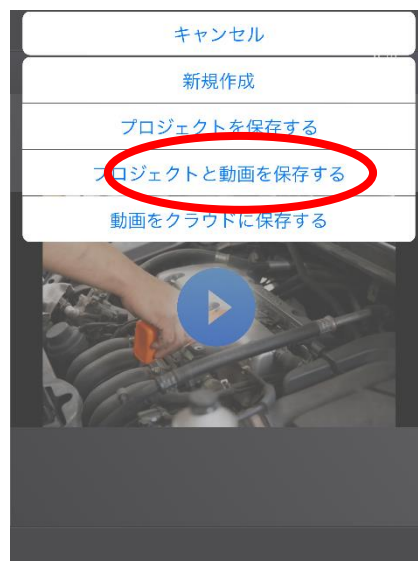 キャンセル
新規作成
プロジェクトを保存する
プロジェクトと動画を保存する
動画をクラウドに保存する